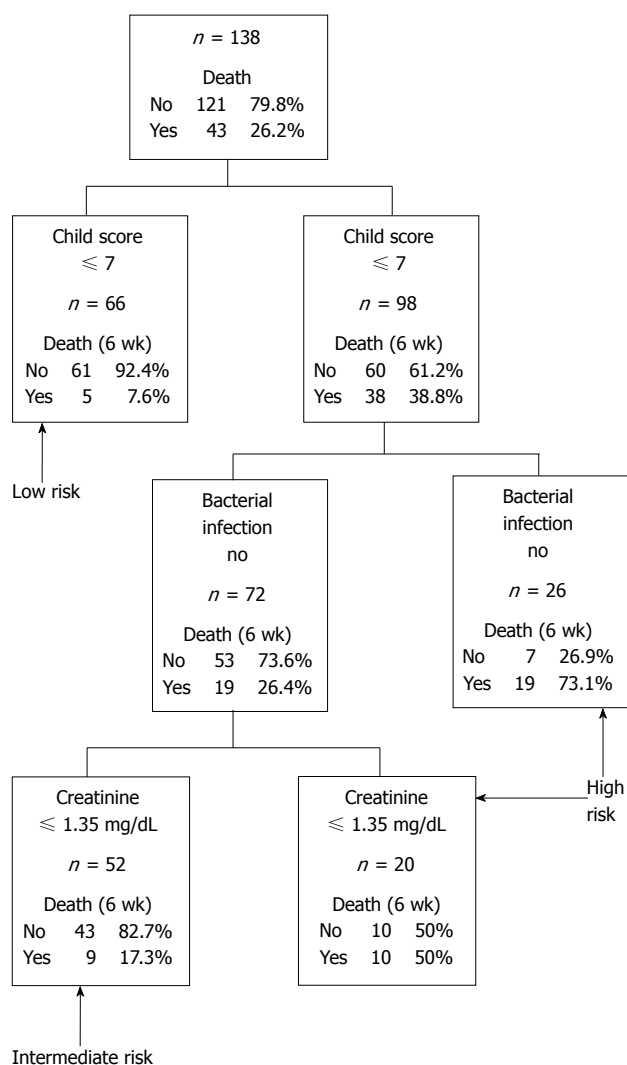 n = 138
Death
No 121 79.8%
Yes 43 26.2%
Child score
≤ 7
n = 66
Death (6 wk)
No 61 92.4%
Yes 5 7.6%
Child score
≤ 7
n = 98
Death (6 wk)
No 60 61.2%
Yes 38 38.8%
Low risk
Bacterial
infection
no
n = 72
Death (6 wk)
No 53 73.6%
Yes 19 26.4%
Bacterial
infection
no
n = 26
Death (6 wk)
No 7 26.9%
Yes 19 73.1%
Creatinine
≤ 1.35 mg/dL
n = 52
Death (6 wk)
No 43 82.7%
Yes 9 17.3%
Creatinine
≤ 1.35 mg/dL
n = 20
Death (6 wk)
No 10 50%
Yes 10 50%
High
risk
Intermediate risk